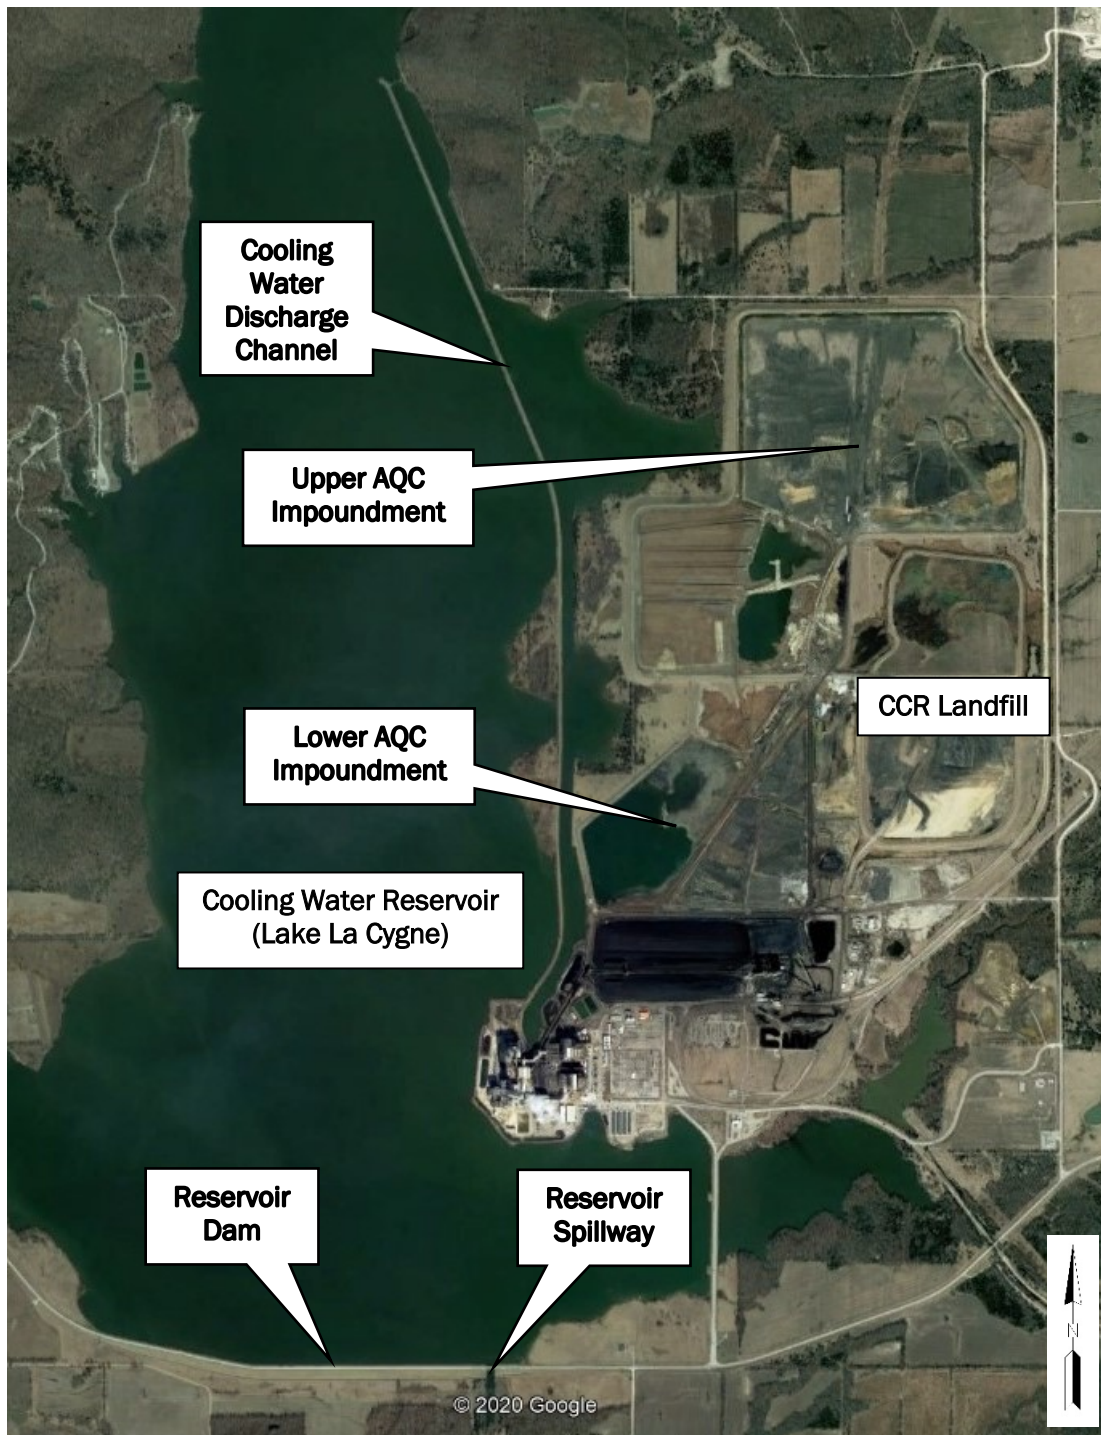 Cooling
Water
Discharge
Channel
Upper AQC
Impoundment
CCR Landfill
Lower AQC
Impoundment
Cooling Water Reservoir
(Lake La Cygne)
Reservoir
Dam
Reservoir
Spillway
N
© 2020 Google